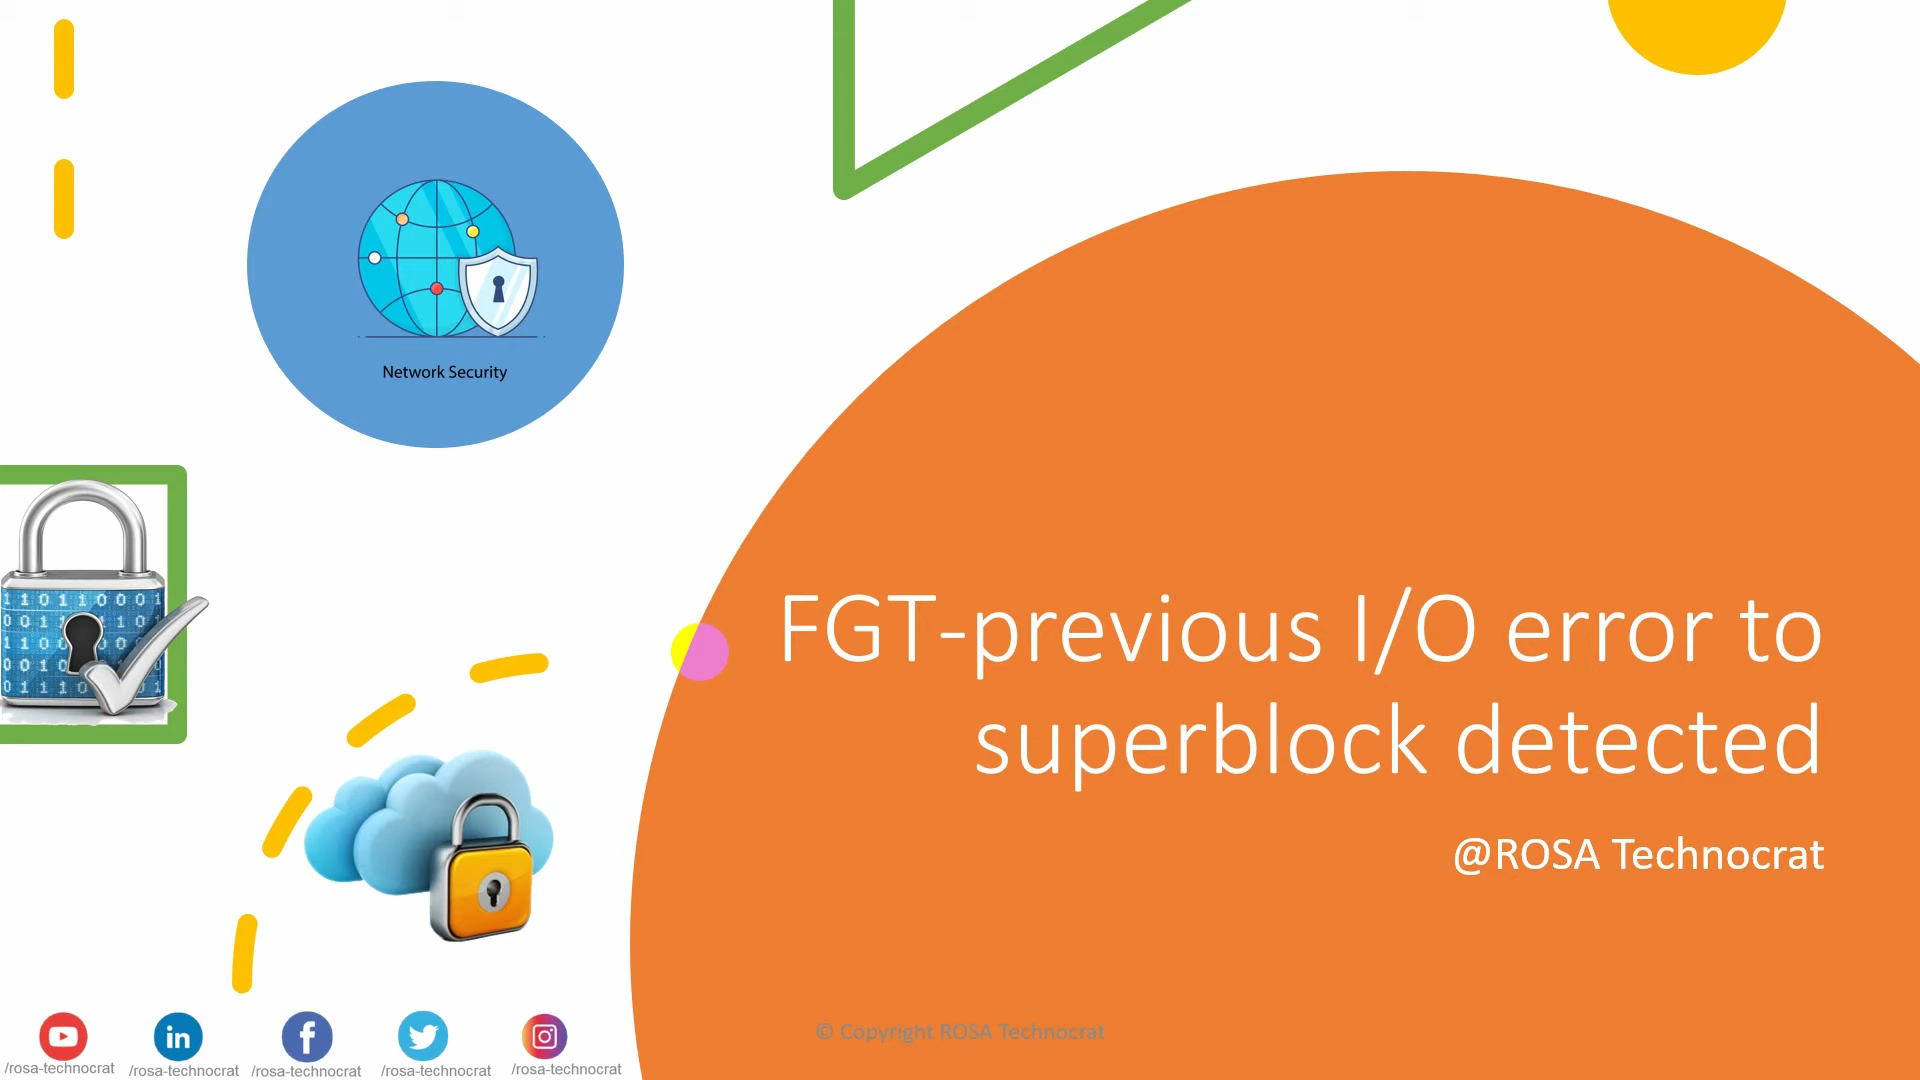 Network Security
FGT-previous I/O error to
superblock detected
@ROSA Technocrat
© Copyright ROSA Technocrat
/rosa-technocrat
/rosa-technocrat
/rosa-technocrat
/rosa-technocrat
/rosa-technocrat